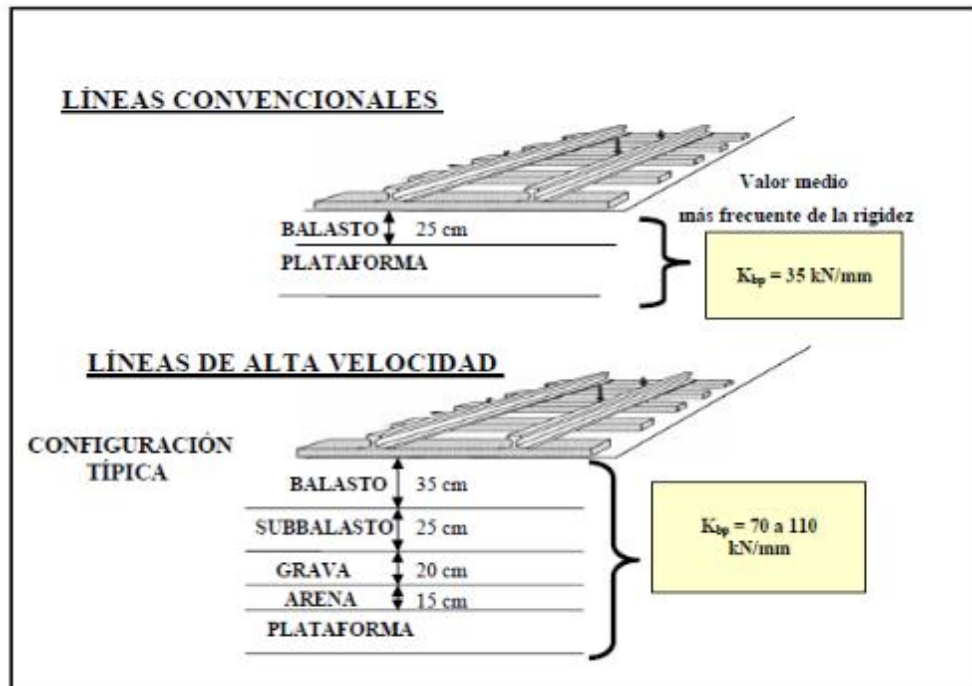 LÍNEAS CONVENCIONALES
Valor medio
más frecuente de la rigidez
BALASTO 25 cm
PLATAFORMA
K_bp = 35 kN/mm
LÍNEAS DE ALTA VELOCIDAD
CONFIGURACIÓN
TÍPICA
BALASTO 35 cm
SUBBALASTO 25 cm
GRAVA 20 cm
ARENA 15 cm
PLATAFORMA
K_bp = 70 a 110
kN/mm